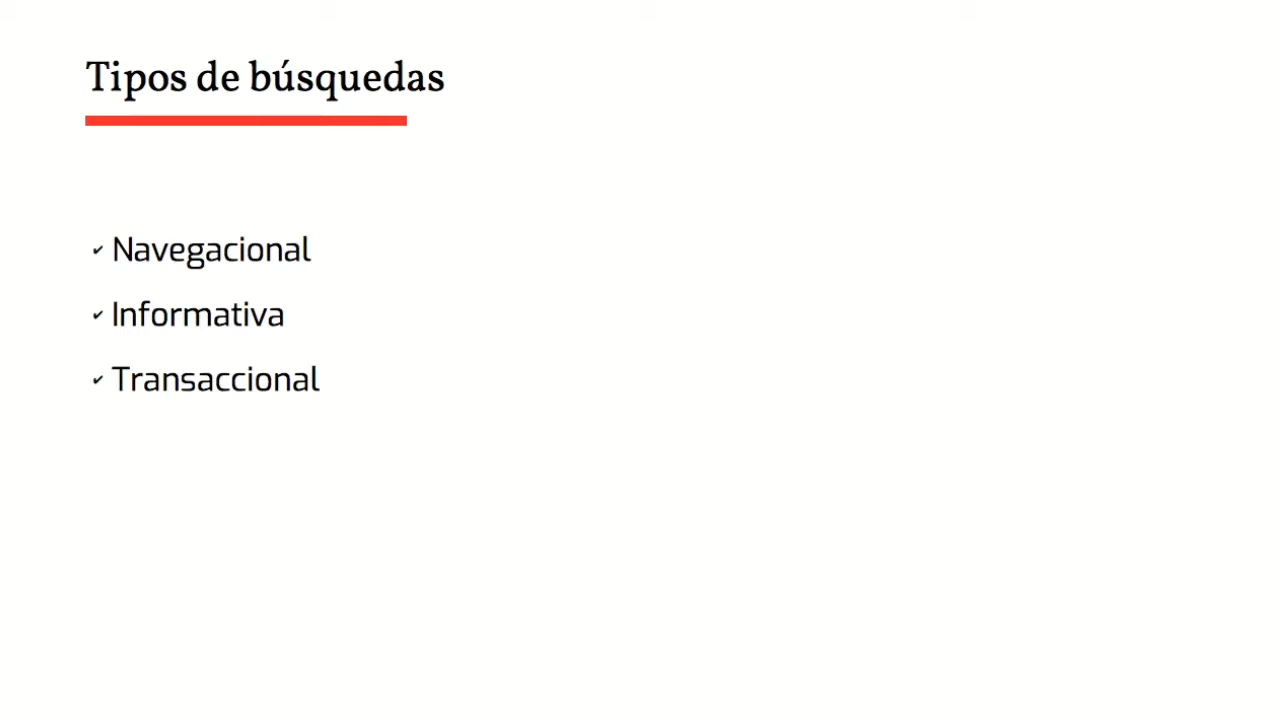 Tipos de búsquedas
✔ Navegacional
✔ Informativa
✔ Transaccional